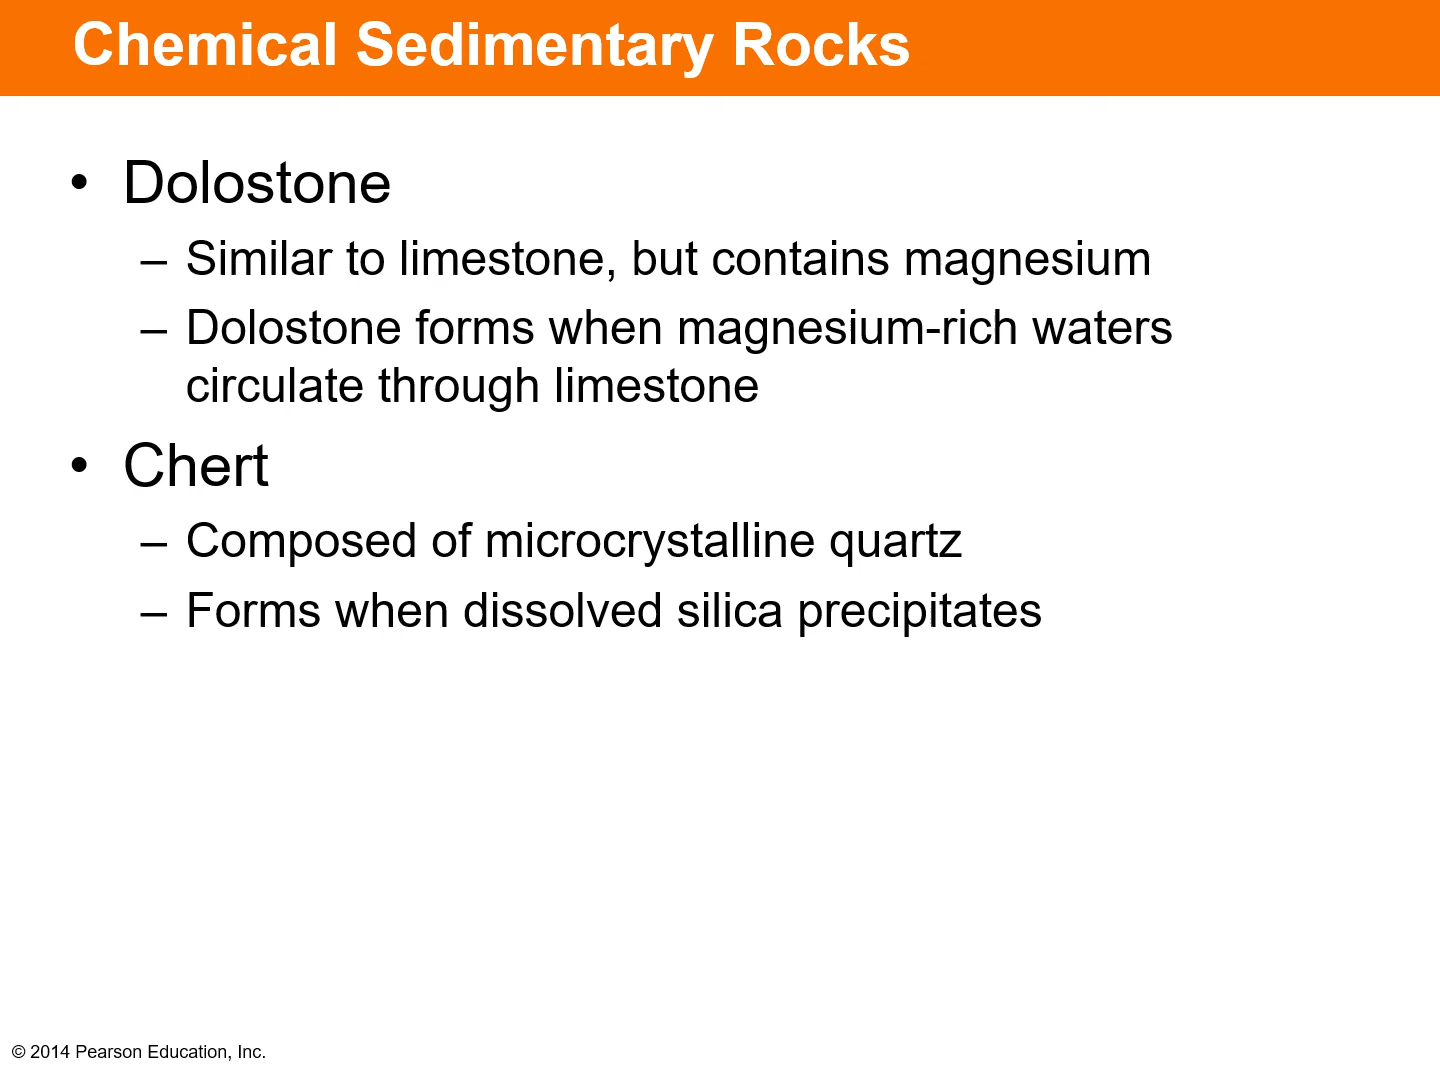 Chemical Sedimentary Rocks
• Dolostone
– Similar to limestone, but contains magnesium
– Dolostone forms when magnesium-rich waters
circulate through limestone
• Chert
– Composed of microcrystalline quartz
– Forms when dissolved silica precipitates
© 2014 Pearson Education, Inc.